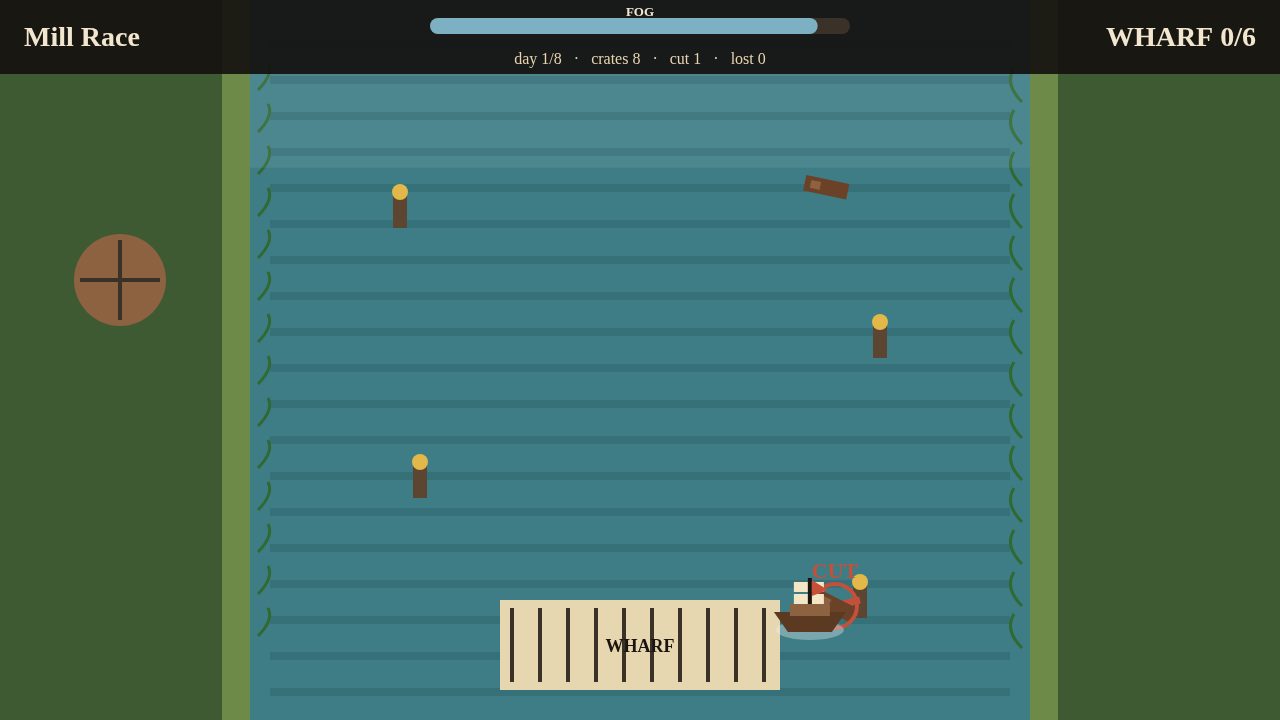 FOG
Mill Race
WHARF 0/6
day 1/8 · crates 8 · cut 1 · lost 0
CUT
WHARF